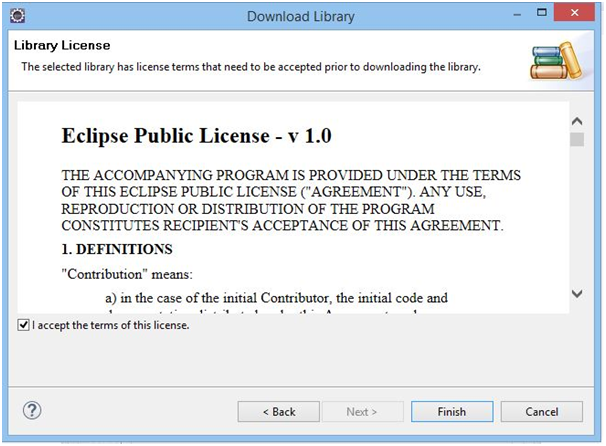 Download Library
Library License
The selected library has license terms that need to be accepted prior to downloading the library.
Eclipse Public License - v 1.0
THE ACCOMPANYING PROGRAM IS PROVIDED UNDER THE TERMS
OF THIS ECLIPSE PUBLIC LICENSE ("AGREEMENT"). ANY USE,
REPRODUCTION OR DISTRIBUTION OF THE PROGRAM
CONSTITUTES RECIPIENT'S ACCEPTANCE OF THIS AGREEMENT.
1. DEFINITIONS
"Contribution" means:
a) in the case of the initial Contributor, the initial code and
I accept the terms of this license.
< Back Next > Finish Cancel